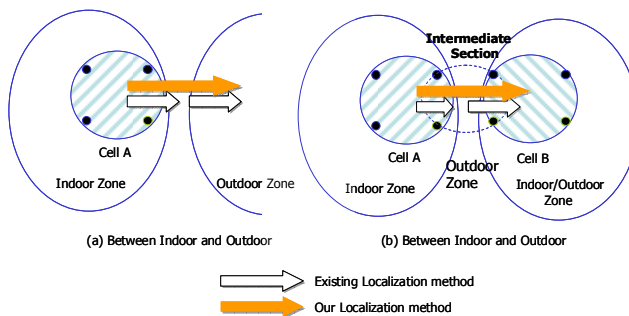 Cell A
Indoor Zone
Outdoor Zone
(a) Between Indoor and Outdoor
Intermediate
Section
Cell A
Cell B
Indoor Zone
Outdoor
Zone
Indoor/Outdoor
Zone
(b) Between Indoor and Outdoor
Existing Localization method
Our Localization method